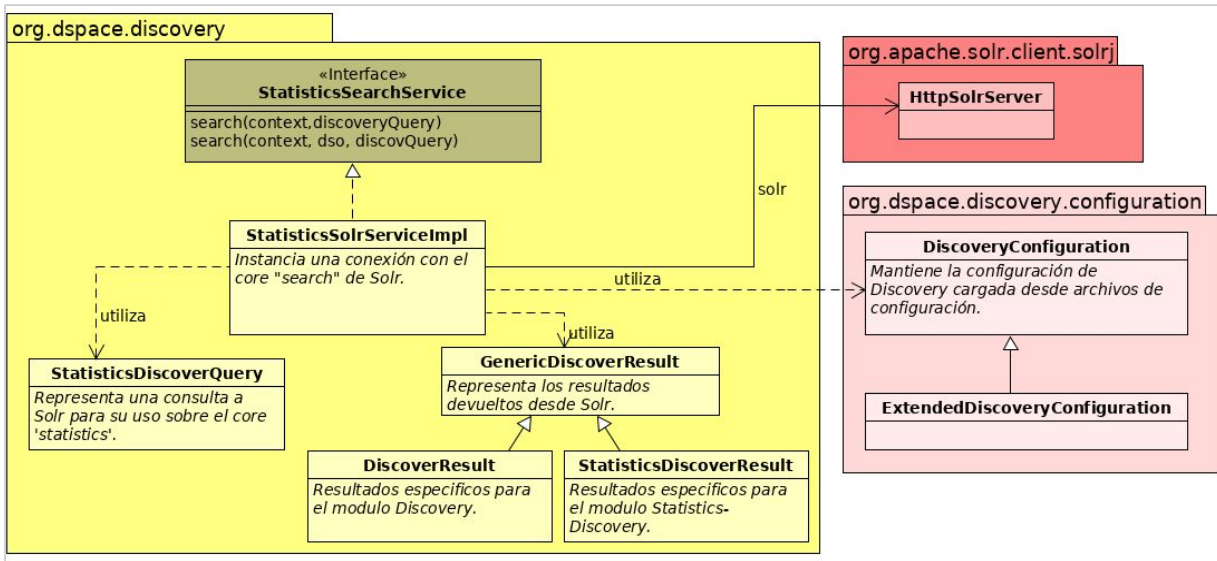 org.dspace.discovery
«Interface»
StatisticsSearchService
search(context,discoveryQuery)
search(context, dso, discovQuery)
StatisticsSolrServiceImpl
Instancia una conexión con el
core "search" de Solr.
utiliza
utiliza
utiliza
solr
StatisticsDiscoverQuery
Representa una consulta a
Solr para su uso sobre el core
'statistics'.
GenericDiscoverResult
Representa los resultados
devueltos desde Solr.
DiscoverResult
Resultados especificos para
el modulo Discovery.
StatisticsDiscoverResult
Resultados especificos para
el modulo Statistics-
Discovery.
org.apache.solr.client.solrj
HttpSolrServer
org.dspace.discovery.configuration
DiscoveryConfiguration
Mantiene la configuración de
Discovery cargada desde archivos de
configuración.
ExtendedDiscoveryConfiguration